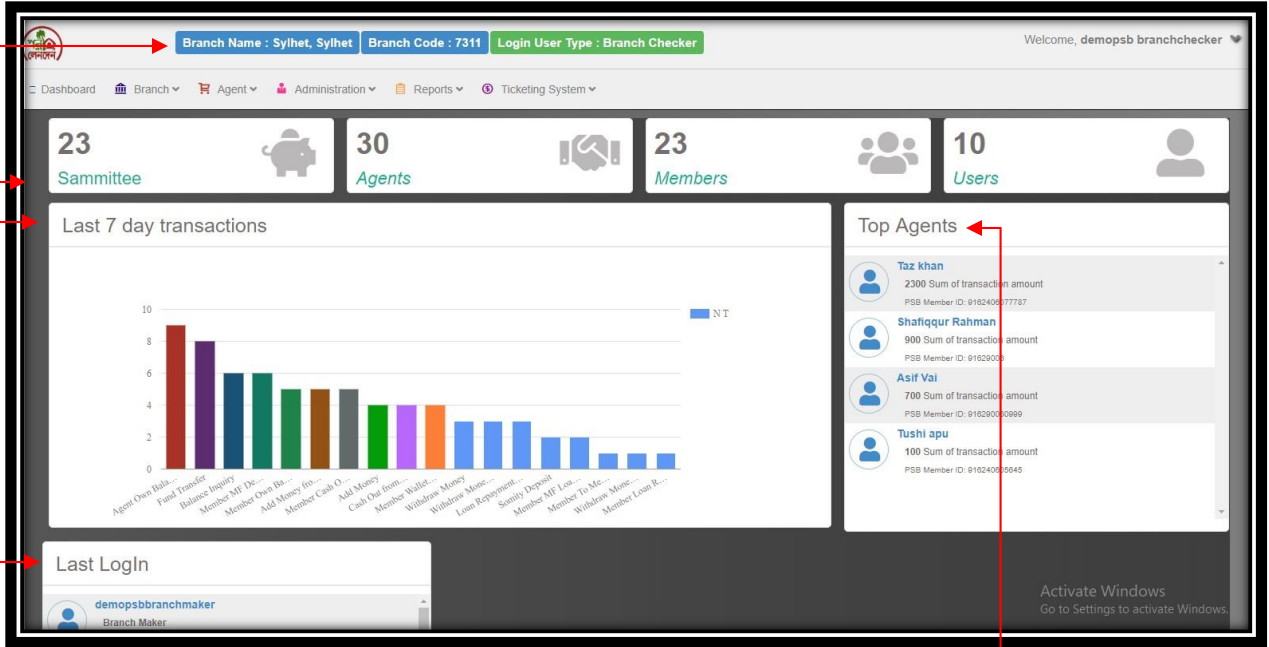 লেনদেন
Branch Name : Sylhet, Sylhet Branch Code : 7311 Login User Type : Branch Checker
Welcome, demopsb branchchecker
Dashboard Branch Agent Administration Reports Ticketing System
23
Sammittee
30
Agents
23
Members
10
Users
Last 7 day transactions
10
8
6
4
2
0
N T
Agent Own Bala...
Fund Transfer
Balance Inquiry
Member MF De...
Member Own Ba...
Add Money fro...
Member Cash O...
Add Money
Cash Out from...
Member Wallet...
Withdraw Money
Withdraw Mone...
Loan Repayment...
Somity Deposit
Member MF Loa...
Member To Me...
Withdraw Mone...
Member Loan R...
Top Agents
Taz khan
2300 Sum of transaction amount
PSB Member ID: 9162406077787
Shafiqqur Rahman
900 Sum of transaction amount
PSB Member ID:
Asif Vai
700 Sum of transaction amount
PSB Member ID:
Tushi apu
100 Sum of transaction amount
PSB Member ID:
Last LogIn
demopsbbranchmaker
Branch Maker
Activate Windows
Go to Settings to activate Windows.